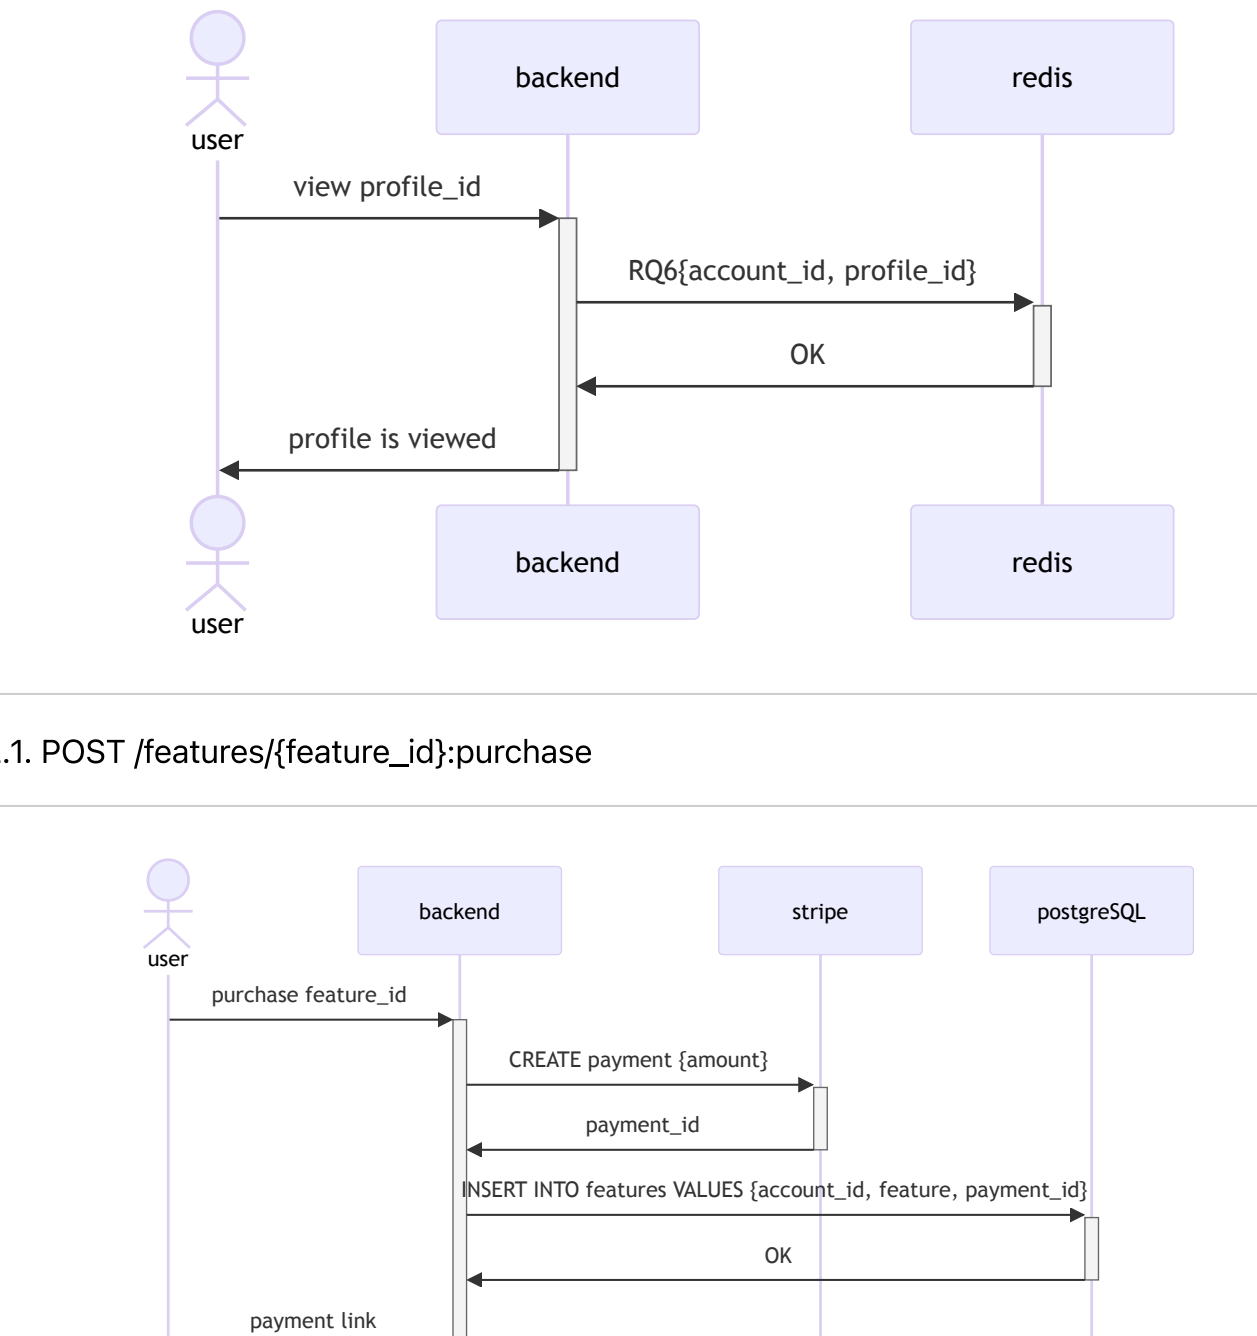 backend
redis
user
view profile_id
RQ6{account_id, profile_id}
OK
profile is viewed
backend
redis
user
.1. POST /features/{feature_id}:purchase
backend
stripe
postgreSQL
user
purchase feature_id
CREATE payment {amount}
payment_id
INSERT INTO features VALUES {account_id, feature, payment_id}
OK
payment link